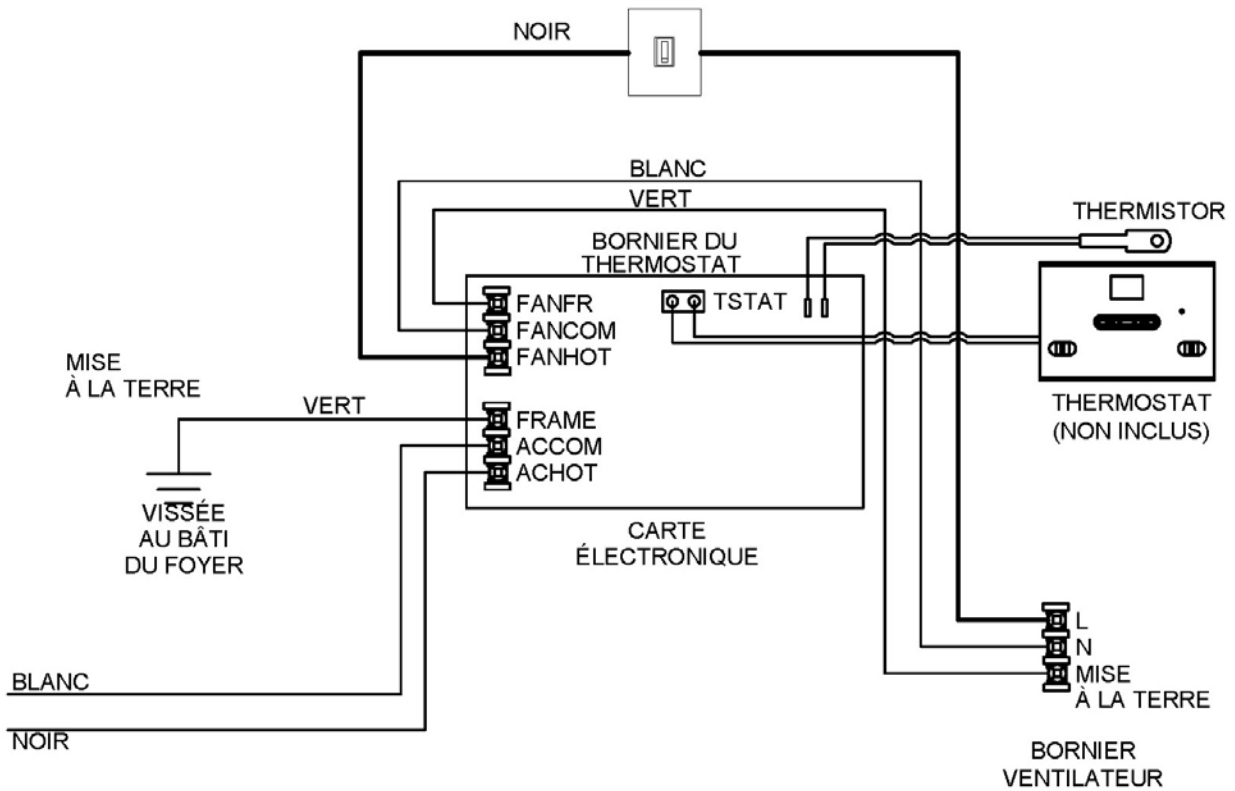 NOIR
BLANC
VERT
THERMISTOR
BORNIER DU
THERMOSTAT
FANFR
TSTAT
FANCOM
FANHOT
MISE
À LA TERRE
VERT
FRAME
ACCOM
ACHOT
THERMOSTAT
(NON INCLUS)
VISSÉE
AU BÂTI
DU FOYER
CARTE
ÉLECTRONIQUE
L
N
MISE
À LA TERRE
BLANC
NOIR
BORNIER
VENTILATEUR